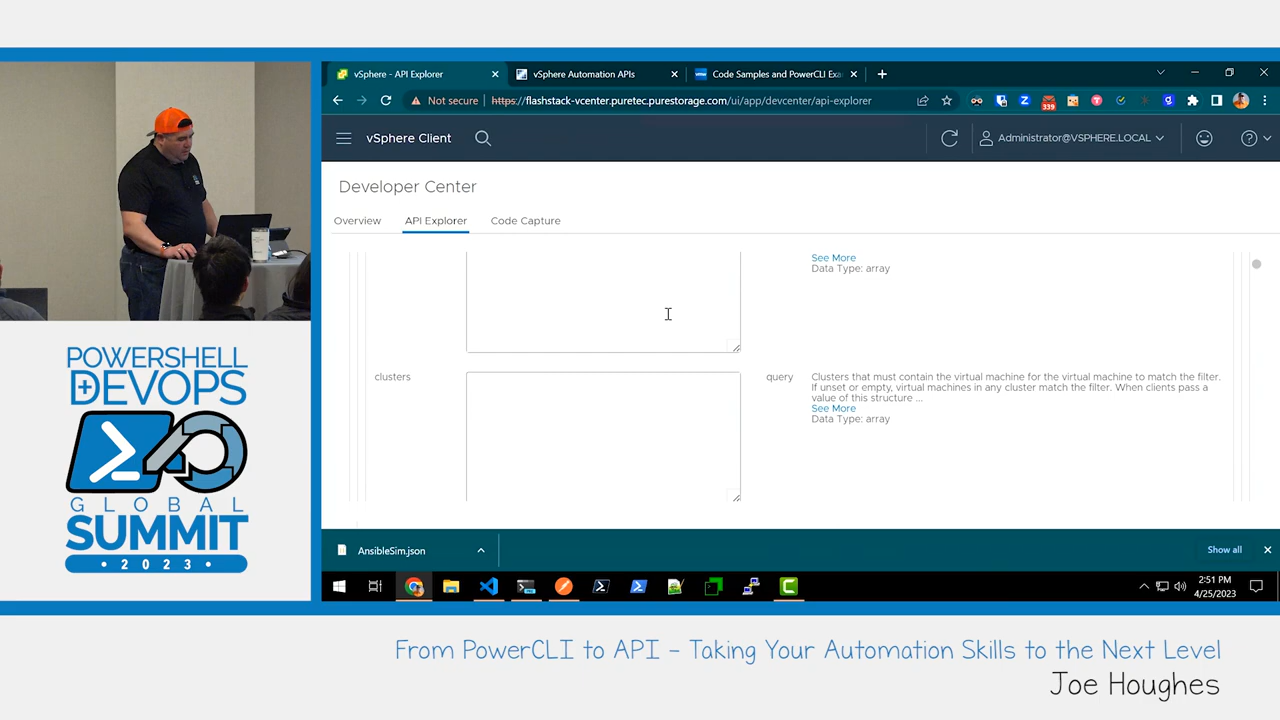 vSphere - API Explorer
vSphere Automation APIs
Code Samples and PowerCLI Exa
Not secure
https://flashstack-vcenter.puretec.purestorage.com/ui/app/devcenter/api-explorer
339
vSphere Client
Administrator@VSPHERE.LOCAL
Developer Center
Overview
API Explorer
Code Capture
See More
Data Type: array
clusters
query
Clusters that must contain the virtual machine for the virtual machine to match the filter.
If unset or empty, virtual machines in any cluster match the filter. When clients pass a
value of this structure ...
See More
Data Type: array
AnsibleSim.json
Show all
2:51 PM
4/25/2023
POWERSHELL
+DEVOPS
GLOBAL
SUMMIT
• 2023 •
From PowerCLI to API - Taking Your Automation Skills to the Next Level
Joe Houghes